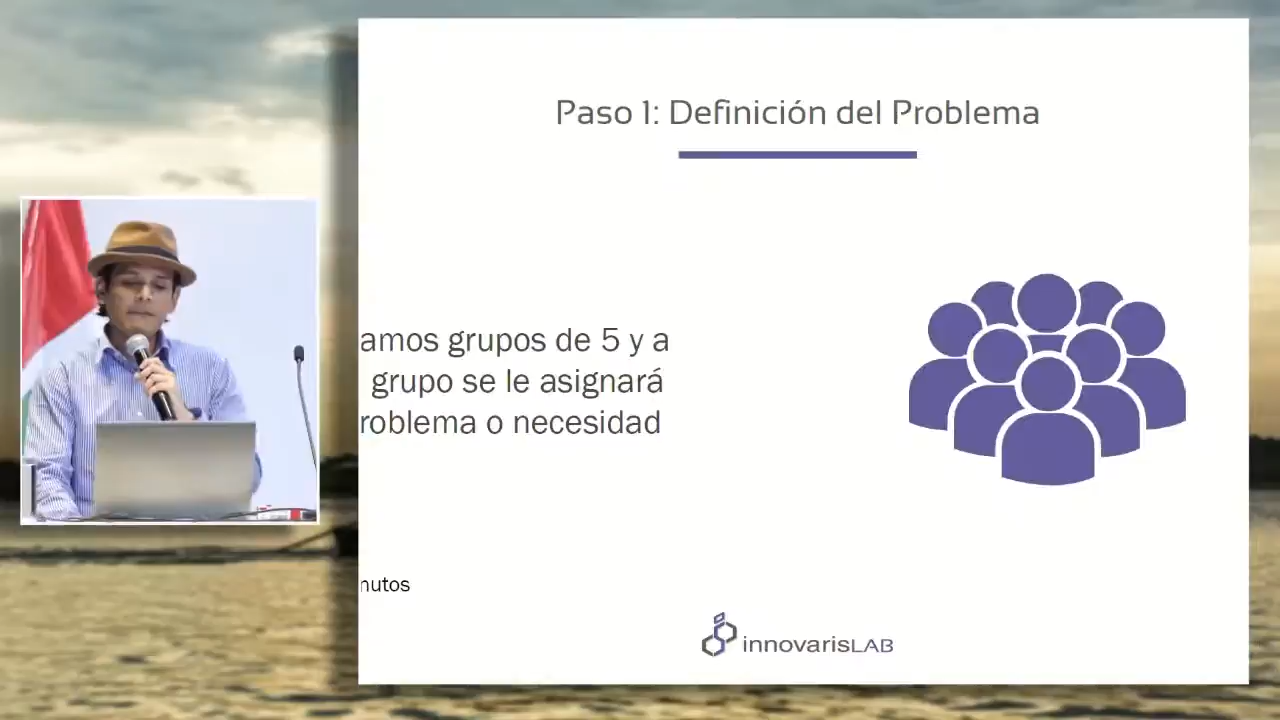 Paso 1: Definición del Problema
amos grupos de 5 y a
grupo se le asignará
roblema o necesidad
nutos
innovarisLAB